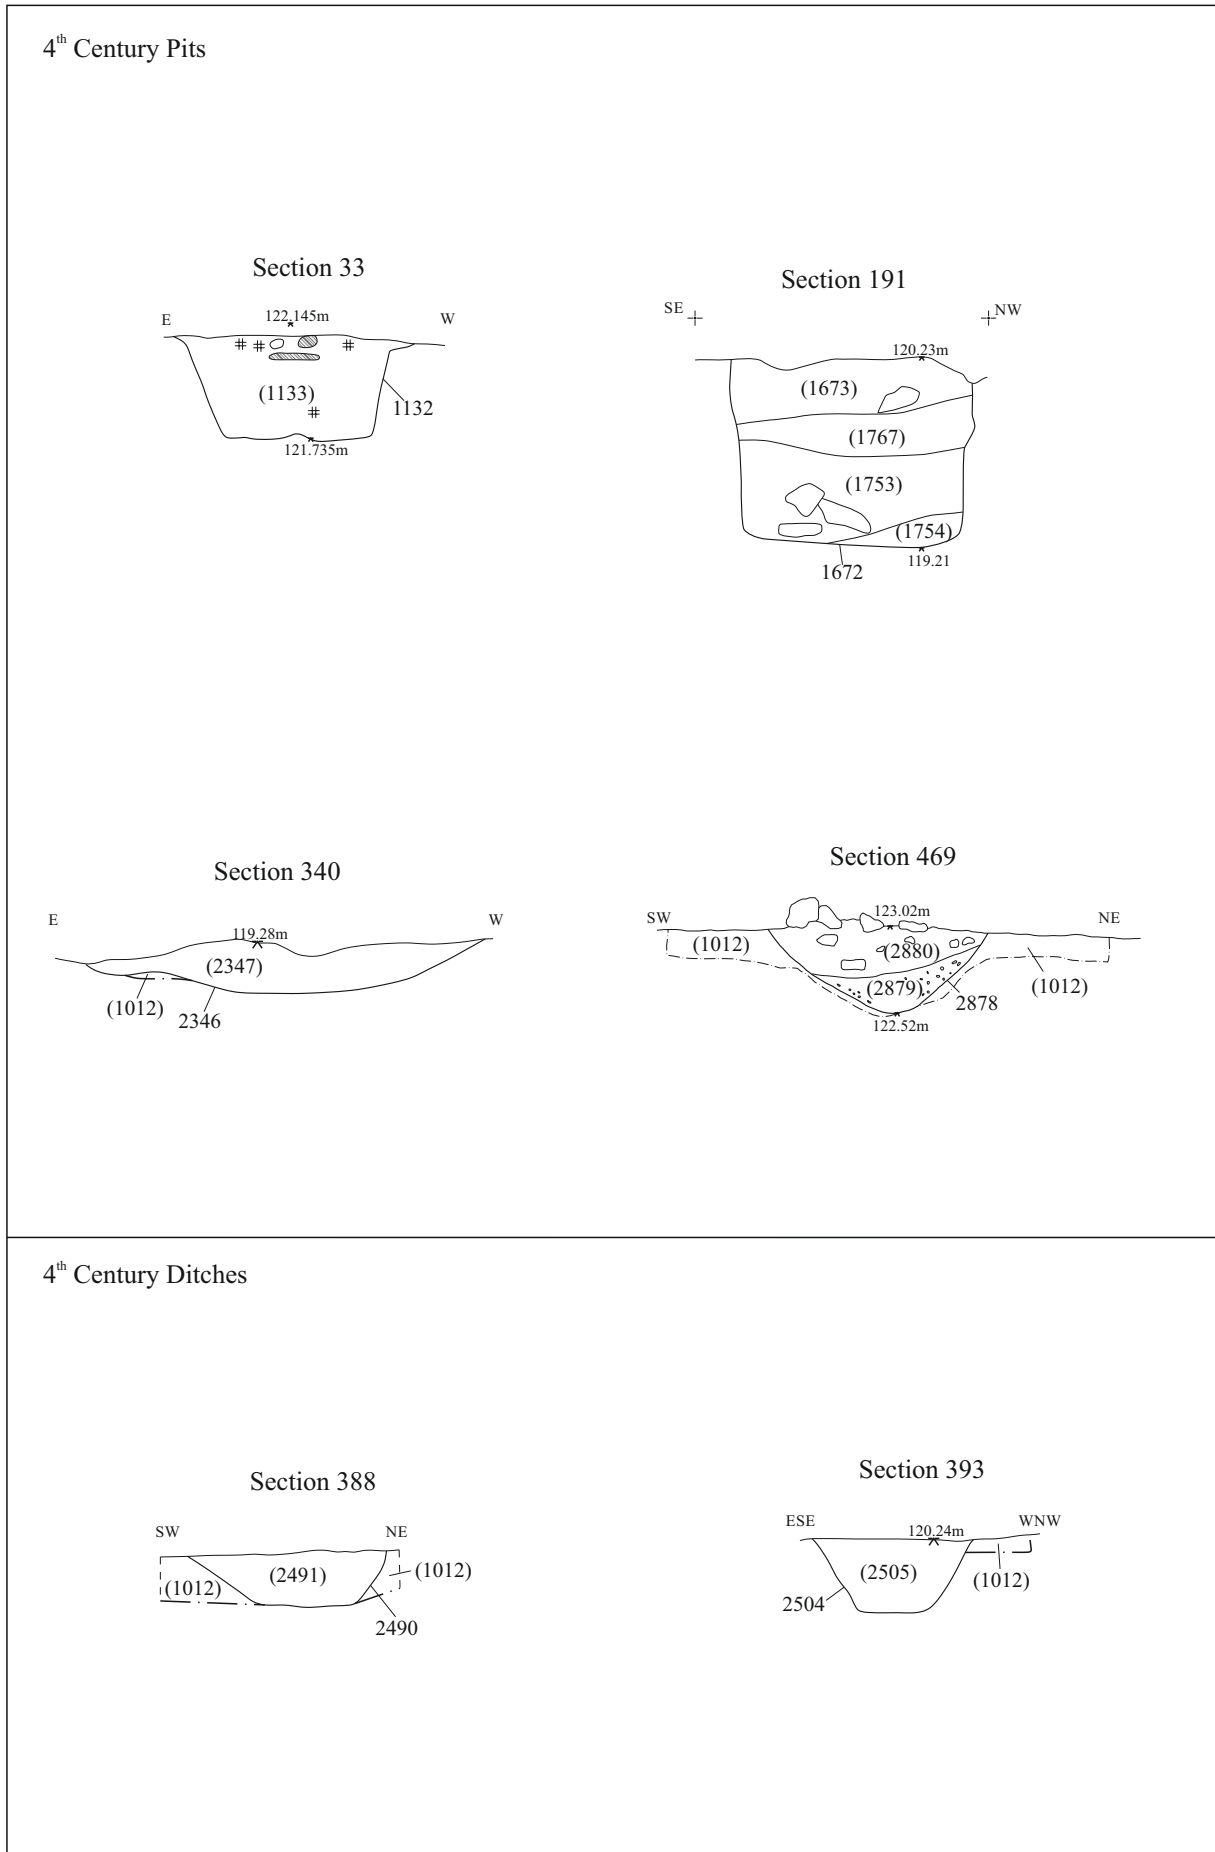 4th Century Pits
Section 33
E
122.145m
W
(1133)
1132
121.735m
Section 191
SE
NW
120.23m
(1673)
(1767)
(1753)
(1754)
1672
119.21
Section 340
E
119.28m
W
(2347)
(1012)
2346
Section 469
SW
123.02m
NE
(1012)
(2880)
(2879)
2878
(1012)
122.52m
4th Century Ditches
Section 388
SW
NE
(1012)
(2491)
(1012)
2490
Section 393
ESE
120.24m
WNW
(2505)
(1012)
2504